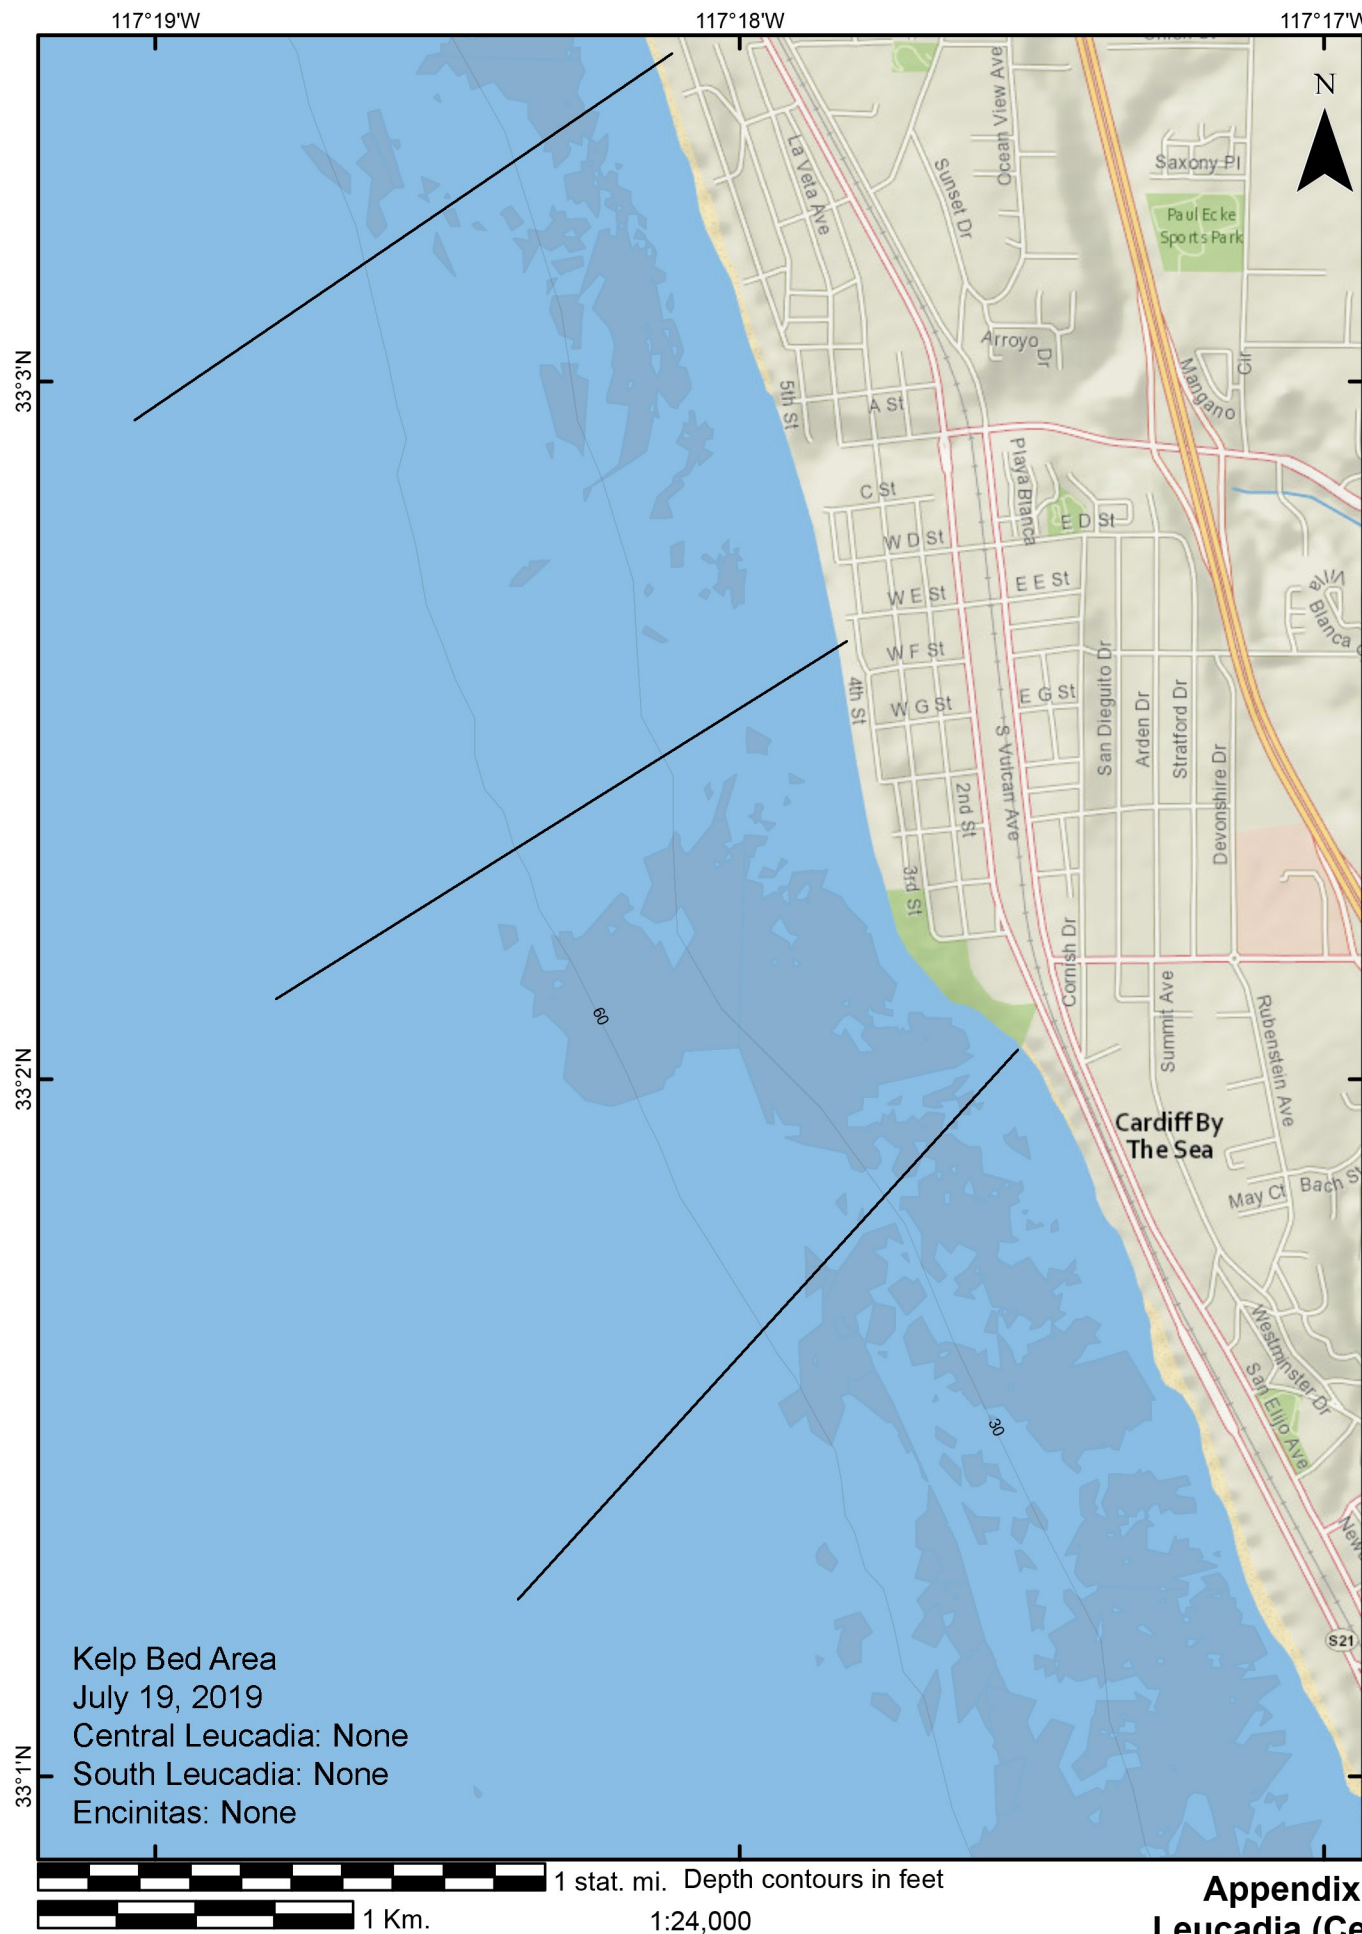 117°19'W
117°18'W
117°17'W
N
33°3'N
33°2'N
33°1'N
Ocean View Ave
La Veta Ave
Sunset Dr
Saxony Pl
Paul Ecke
Sports Park
Arroyo Dr
Mangano Cir
5th St
A St
Playa Blanca
C St
E D St
W D St
E E St
W E St
Villa Blanca
W F St
4th St
E G St
W G St
San Dieguito Dr
Arden Dr
Stratford Dr
Devonshire Dr
S Vulcan Ave
2nd St
3rd St
Cornish Dr
Summit Ave
Rubenstein Ave
60
Cardiff By
The Sea
May Ct
Bach St
Westminster Dr
San Elijo Ave
30
S21
Kelp Bed Area
July 19, 2019
Central Leucadia: None
South Leucadia: None
Encinitas: None
1 stat. mi. Depth contours in feet
1 Km.
1:24,000
Appendix
Leucadia (Ce